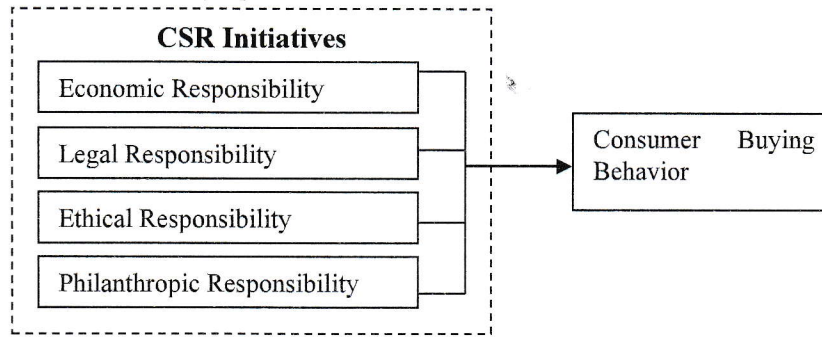 CSR Initiatives
Economic Responsibility
Legal Responsibility
Ethical Responsibility
Philanthropic Responsibility
Consumer Buying
Behavior